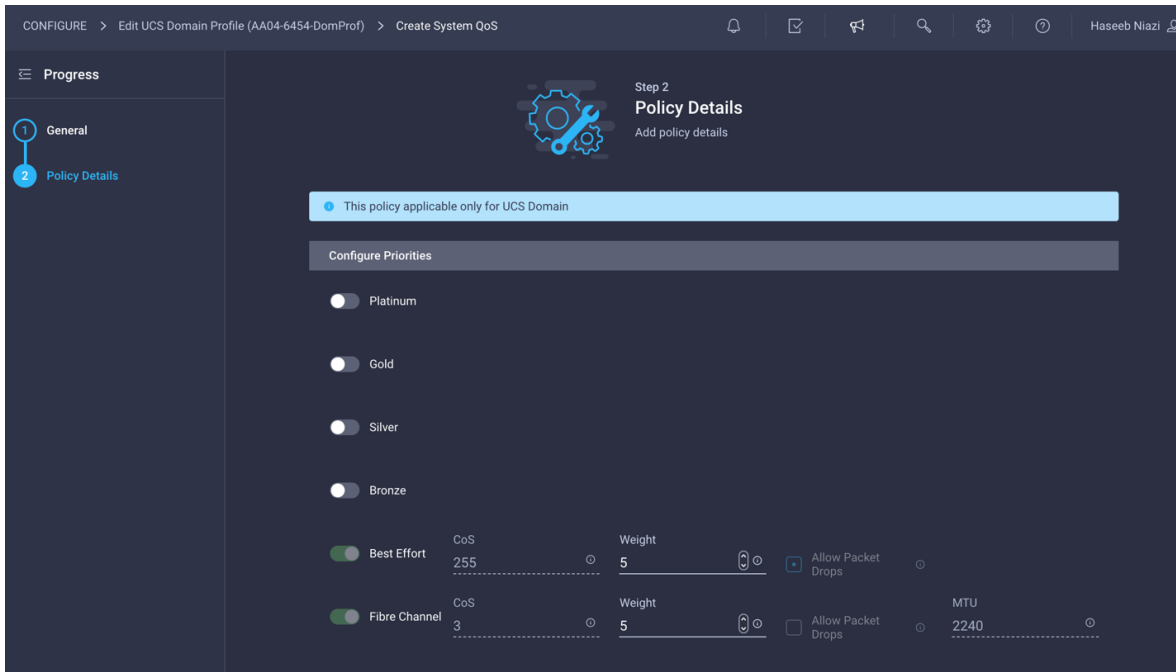 CONFIGURE > Edit UCS Domain Profile (AA04-6454-DomProf) > Create System QoS
Haseeb Niazi
Progress
1 General
2 Policy Details
Step 2
Policy Details
Add policy details
This policy applicable only for UCS Domain
Configure Priorities
Platinum
Gold
Silver
Bronze
Best Effort
CoS
255
Weight
5
Allow Packet
Drops
Fibre Channel
CoS
3
Weight
5
Allow Packet
Drops
MTU
2240